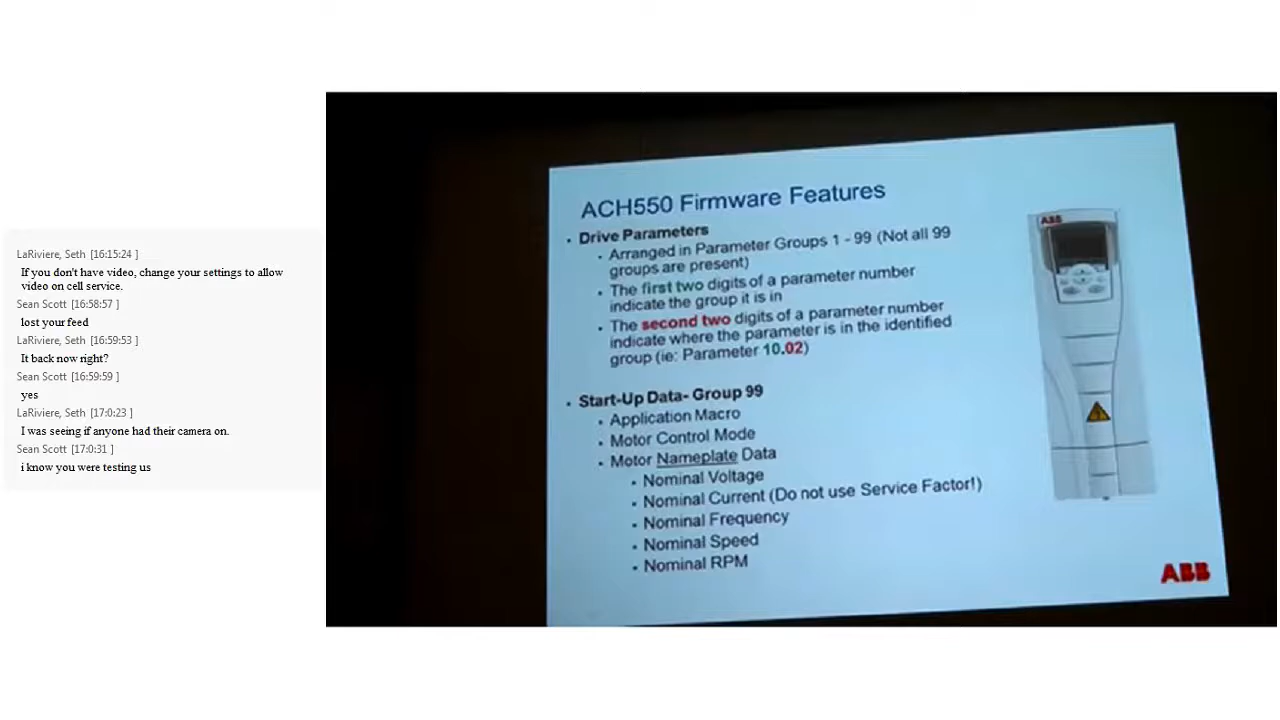 LaRiviere, Seth [16:15:24 ]
If you don't have video, change your settings to allow
video on cell service.
Sean Scott [16:58:57 ]
lost your feed
LaRiviere, Seth [16:59:53 ]
It back now right?
Sean Scott [16:59:59 ]
yes
LaRiviere, Seth [17:0:23 ]
I was seeing if anyone had their camera on.
Sean Scott [17:0:31 ]
i know you were testing us
ACH550 Firmware Features
• Drive Parameters
• Arranged in Parameter Groups 1 - 99 (Not all 99
groups are present)
• The first two digits of a parameter number
indicate the group it is in
• The second two digits of a parameter number
indicate where the parameter is in the identified
group (ie: Parameter 10.02)
• Start-Up Data- Group 99
• Application Macro
• Motor Control Mode
• Motor Nameplate Data
• Nominal Voltage
• Nominal Current (Do not use Service Factor!)
• Nominal Frequency
• Nominal Speed
• Nominal RPM
ABB
ABB